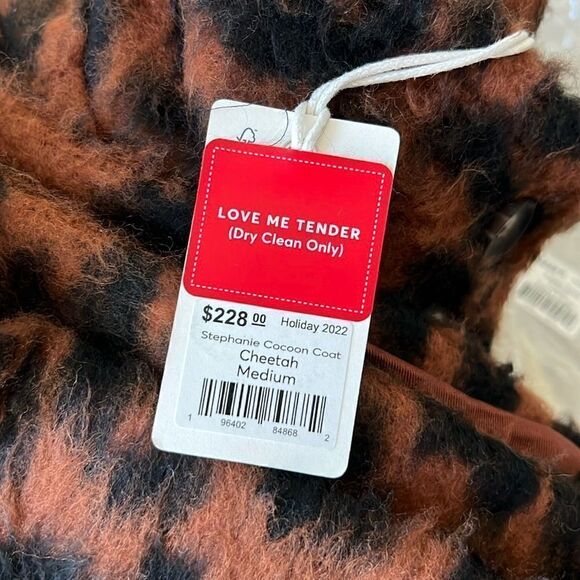 LOVE ME TENDER
(Dry Clean Only)
$228.00 Holiday 2022
Stephanie Cocoon Coat
Cheetah
Medium
1 96402 84868 2